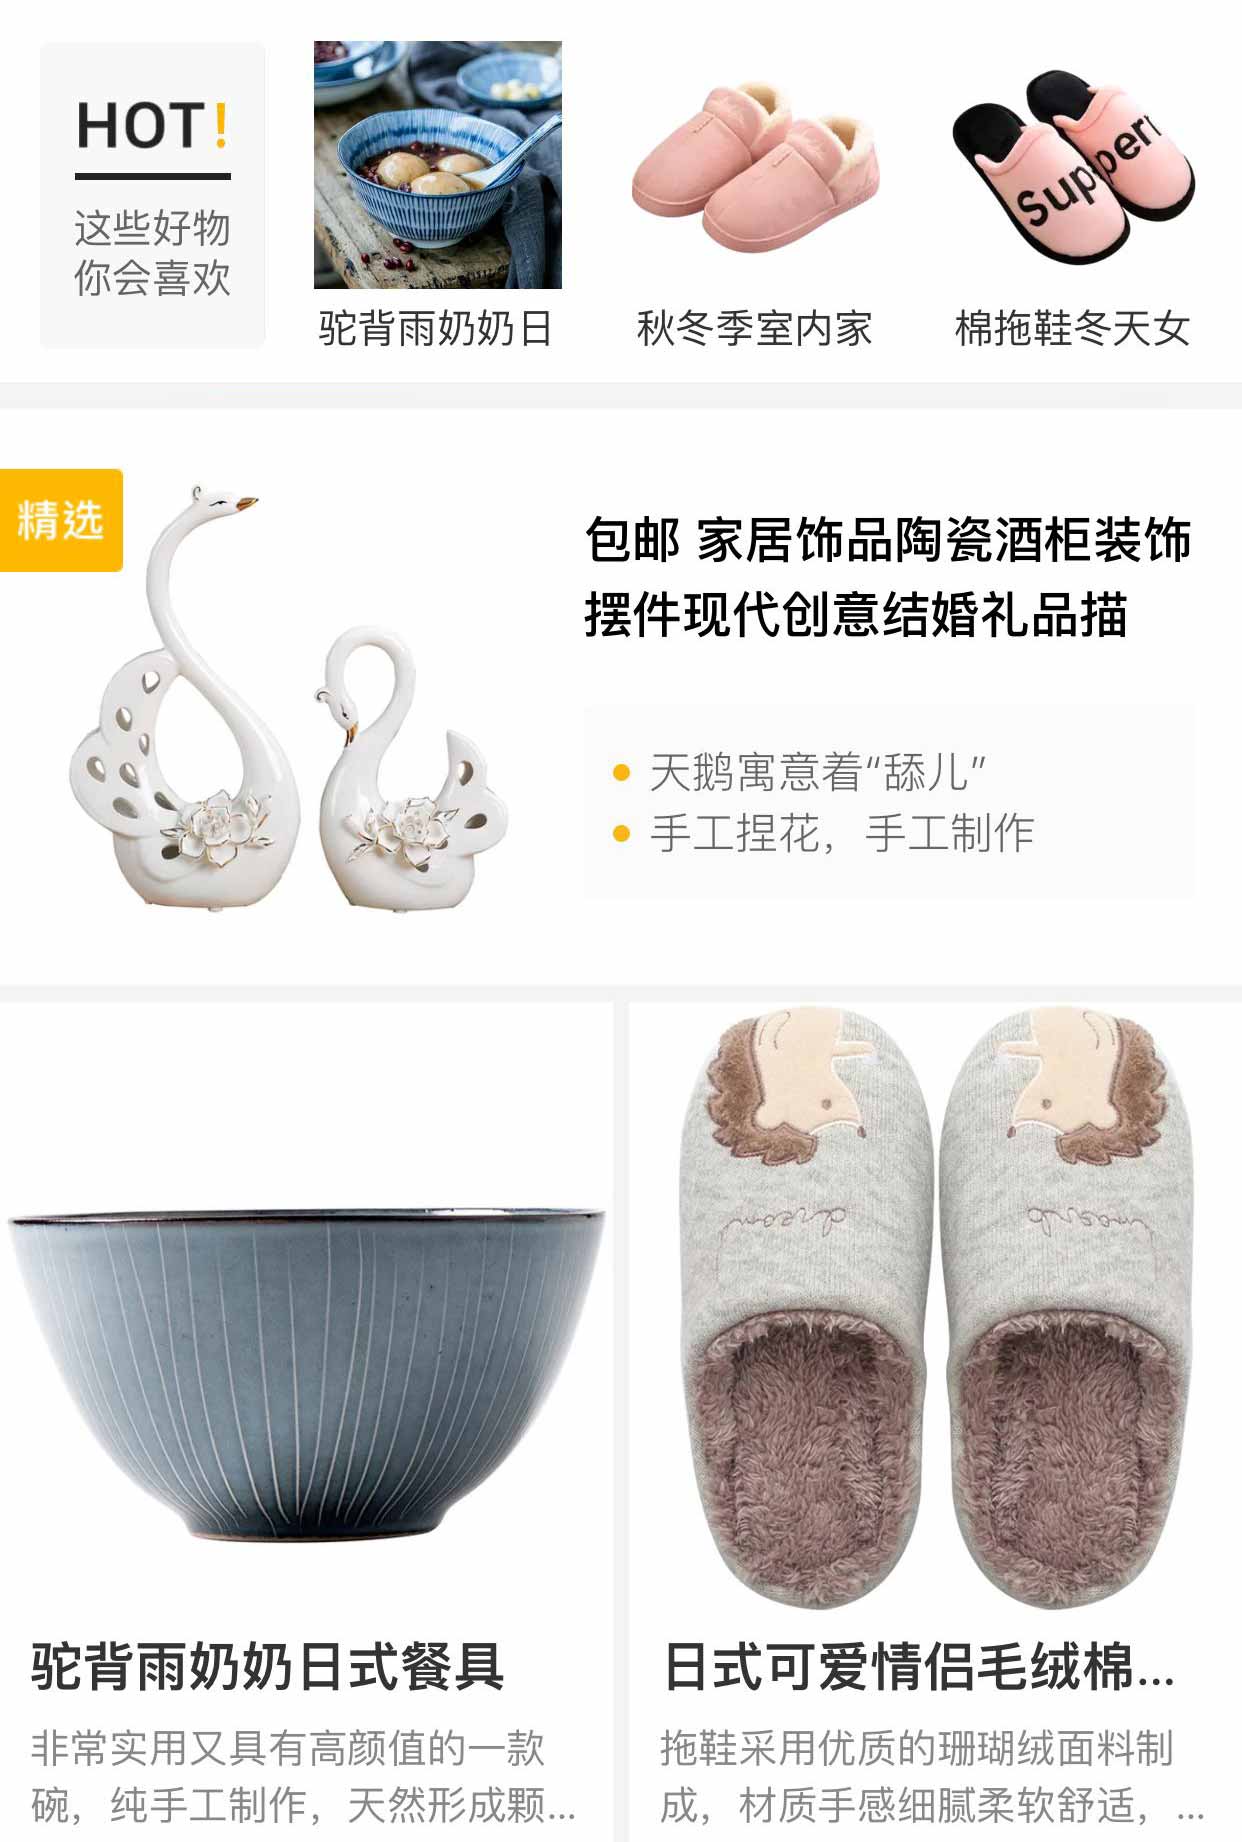 HOT!
这些好物
你会喜欢
驼背雨奶奶日
秋冬季室内家
棉拖鞋冬天女
Supperr
精选
包邮 家居饰品陶瓷酒柜装饰
摆件现代创意结婚礼品描
天鹅寓意着“舔儿”
手工捏花，手工制作
dream
dream
驼背雨奶奶日式餐具
非常实用又具有高颜值的一款
碗，纯手工制作，天然形成颗...
日式可爱情侣毛绒棉...
拖鞋采用优质的珊瑚绒面料制
成，材质手感细腻柔软舒适，...